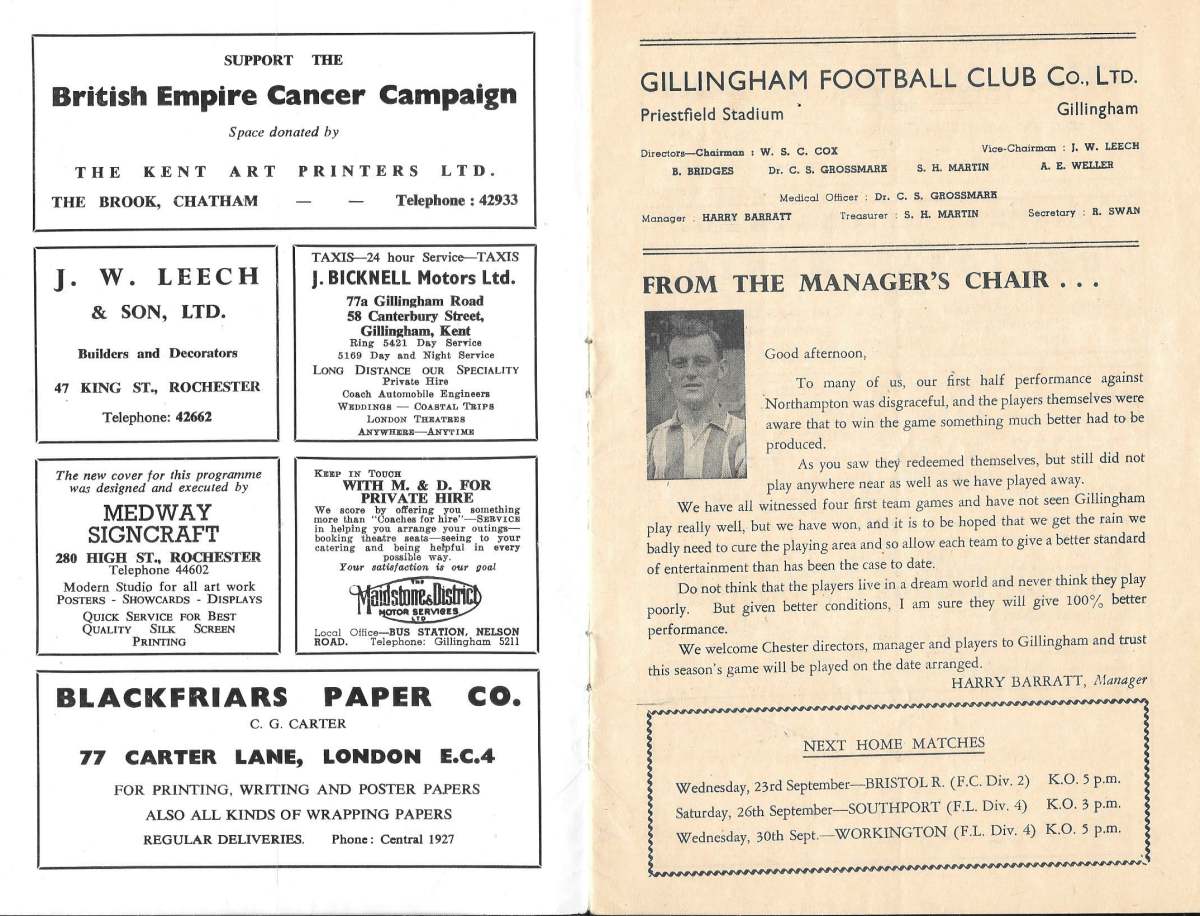 SUPPORT THE
British Empire Cancer Campaign
Space donated by
THE KENT ART PRINTERS LTD.
THE BROOK, CHATHAM — — Telephone : 42933
J. W. LEECH
& SON, LTD.
Builders and Decorators
47 KING ST., ROCHESTER
Telephone: 42662
TAXIS—24 hour Service—TAXIS
J. BICKNELL Motors Ltd.
77a Gillingham Road
58 Canterbury Street,
Gillingham, Kent
Ring 5421 Day Service
5169 Day and Night Service
LONG DISTANCE OUR SPECIALITY
Private Hire
Coach Automobile Engineers
WEDDINGS — COASTAL TRIPS
LONDON THEATRES
ANYWHERE—ANYTIME
The new cover for this programme
was designed and executed by
MEDWAY
SIGNCRAFT
280 HIGH ST., ROCHESTER
Telephone 44602
Modern Studio for all art work
POSTERS - SHOWCARDS - DISPLAYS
QUICK SERVICE FOR BEST
QUALITY SILK SCREEN
PRINTING
KEEP IN TOUCH
WITH M. & D. FOR
PRIVATE HIRE
We score by offering you something
more than "Coaches for hire"—SERVICE
in helping you arrange your outings—
booking theatre seats—seeing to your
catering and being helpful in every
possible way.
Your satisfaction is our goal
THE
Maidstone & District
MOTOR SERVICES
LTD
Local Office—BUS STATION, NELSON
ROAD. Telephone: Gillingham 5211
BLACKFRIARS PAPER CO.
C. G. CARTER
77 CARTER LANE, LONDON E.C.4
FOR PRINTING, WRITING AND POSTER PAPERS
ALSO ALL KINDS OF WRAPPING PAPERS
REGULAR DELIVERIES. Phone: Central 1927
GILLINGHAM FOOTBALL CLUB Co., LTD.
Priestfield Stadium Gillingham
Directors—Chairman : W. S. C. COX Vice-Chairman : J. W. LEECH
B. BRIDGES Dr. C. S. GROSSMARK S. H. MARTIN A. E. WELLER
Medical Officer : Dr. C. S. GROSSMARK
Manager : HARRY BARRATT Treasurer : S. H. MARTIN Secretary : R. SWAN
FROM THE MANAGER'S CHAIR . . .
Good afternoon,
To many of us, our first half performance against
Northampton was disgraceful, and the players themselves were
aware that to win the game something much better had to be
produced.
As you saw they redeemed themselves, but still did not
play anywhere near as well as we have played away.
We have all witnessed four first team games and have not seen Gillingham
play really well, but we have won, and it is to be hoped that we get the rain we
badly need to cure the playing area and so allow each team to give a better standard
of entertainment than has been the case to date.
Do not think that the players live in a dream world and never think they play
poorly. But given better conditions, I am sure they will give 100% better
performance.
We welcome Chester directors, manager and players to Gillingham and trust
this season's game will be played on the date arranged.
HARRY BARRATT, Manager
NEXT HOME MATCHES
Wednesday, 23rd September—BRISTOL R. (F.C. Div. 2) K.O. 5 p.m.
Saturday, 26th September—SOUTHPORT (F.L. Div. 4) K.O. 3 p.m.
Wednesday, 30th Sept.—WORKINGTON (F.L. Div. 4) K.O. 5 p.m.